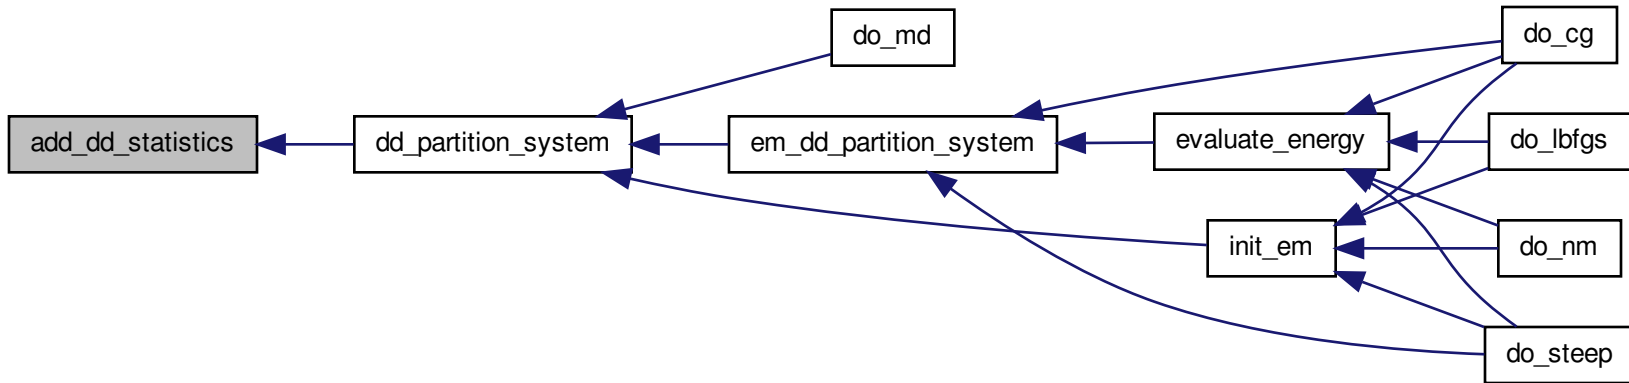 add_dd_statistics
dd_partition_system
do_md
em_dd_partition_system
evaluate_energy
init_em
do_cg
do_lbfgs
do_nm
do_steep